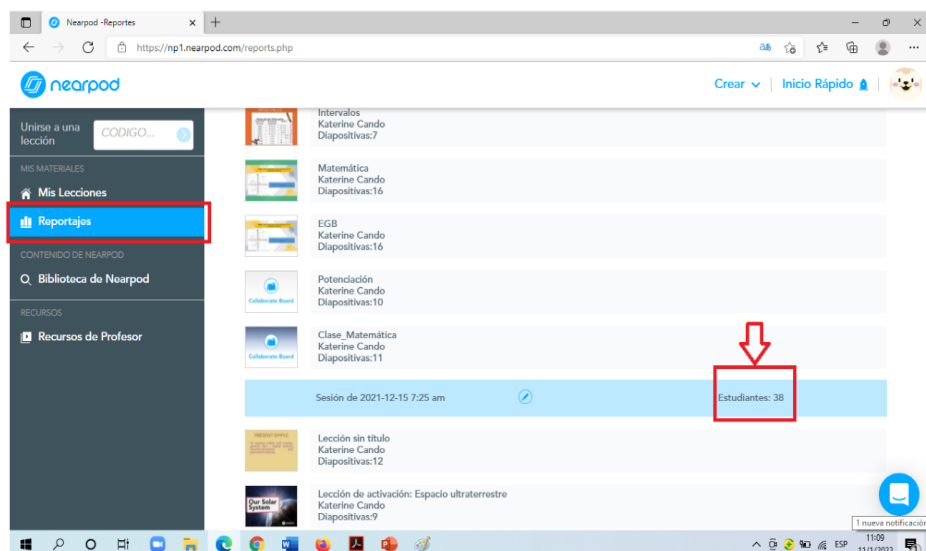 Nearpod -Reportes
https://np1.nearpod.com/reports.php
nearpod
Crear
Inicio Rápido
Unirse a una lección
CODIGO...
MIS MATERIALES
Mis Lecciones
Reportajes
CONTENIDO DE NEARPOD
Biblioteca de Nearpod
RECURSOS
Recursos de Profesor
Intervalos
Katerine Cando
Diapositivas:7
Matemática
Katerine Cando
Diapositivas:16
EGB
Katerine Cando
Diapositivas:16
Collaborate Board
Potenciación
Katerine Cando
Diapositivas:10
Collaborate Board
Clase_Matemática
Katerine Cando
Diapositivas:11
Sesión de 2021-12-15 7:25 am
Estudiantes: 38
Lección sin título
Katerine Cando
Diapositivas:12
Our Solar System
Lección de activación: Espacio ultraterrestre
Katerine Cando
Diapositivas:9
1 nueva notificación
ESP
11:09
11/1/2022